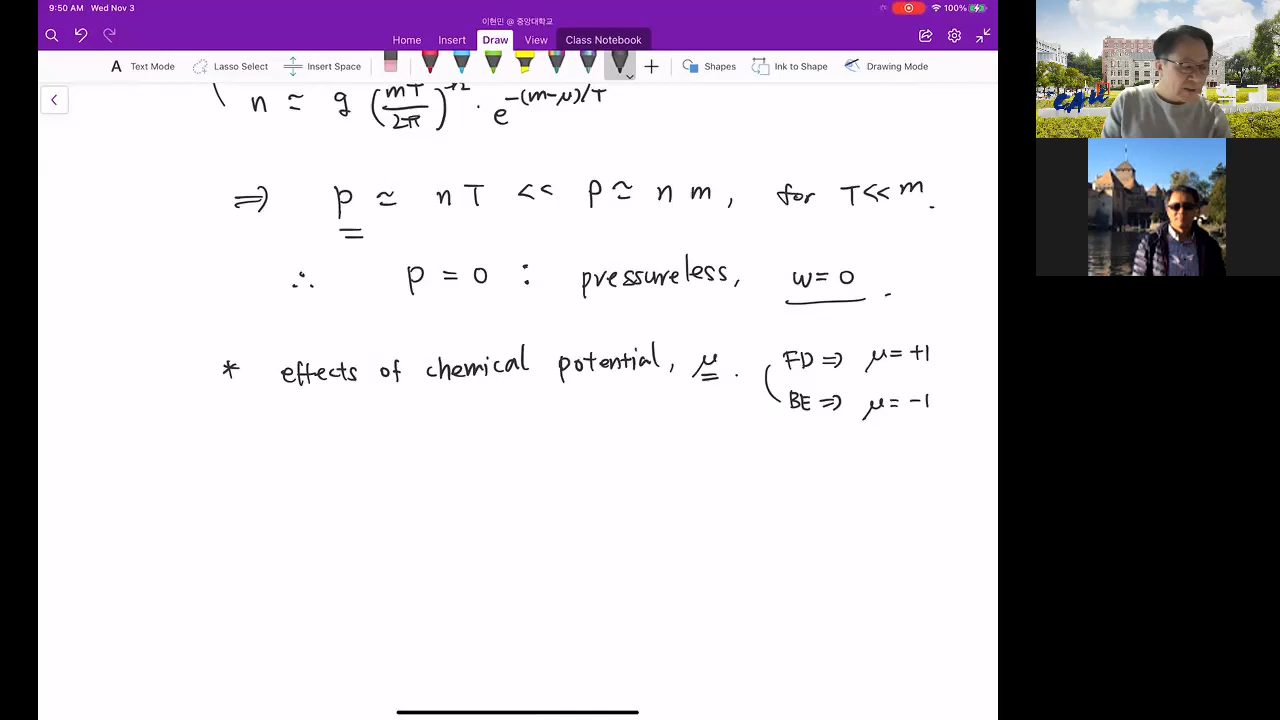 9:50 AM Wed Nov 3
100%
이현민 @ 중앙대학교
Home Insert Draw View Class Notebook
A Text Mode Lasso Select Insert Space Shapes Ink to Shape Drawing Mode
n ≃ g (mT/2π) · e^{-(m-μ)/T}
⇒ p ≃ nT << ρ ≃ nm, for T<<m.
∴ p = 0 : pressureless, w=0.
* effects of chemical potential, μ. FD ⇒ μ=+1
BE ⇒ μ=-1
CAU